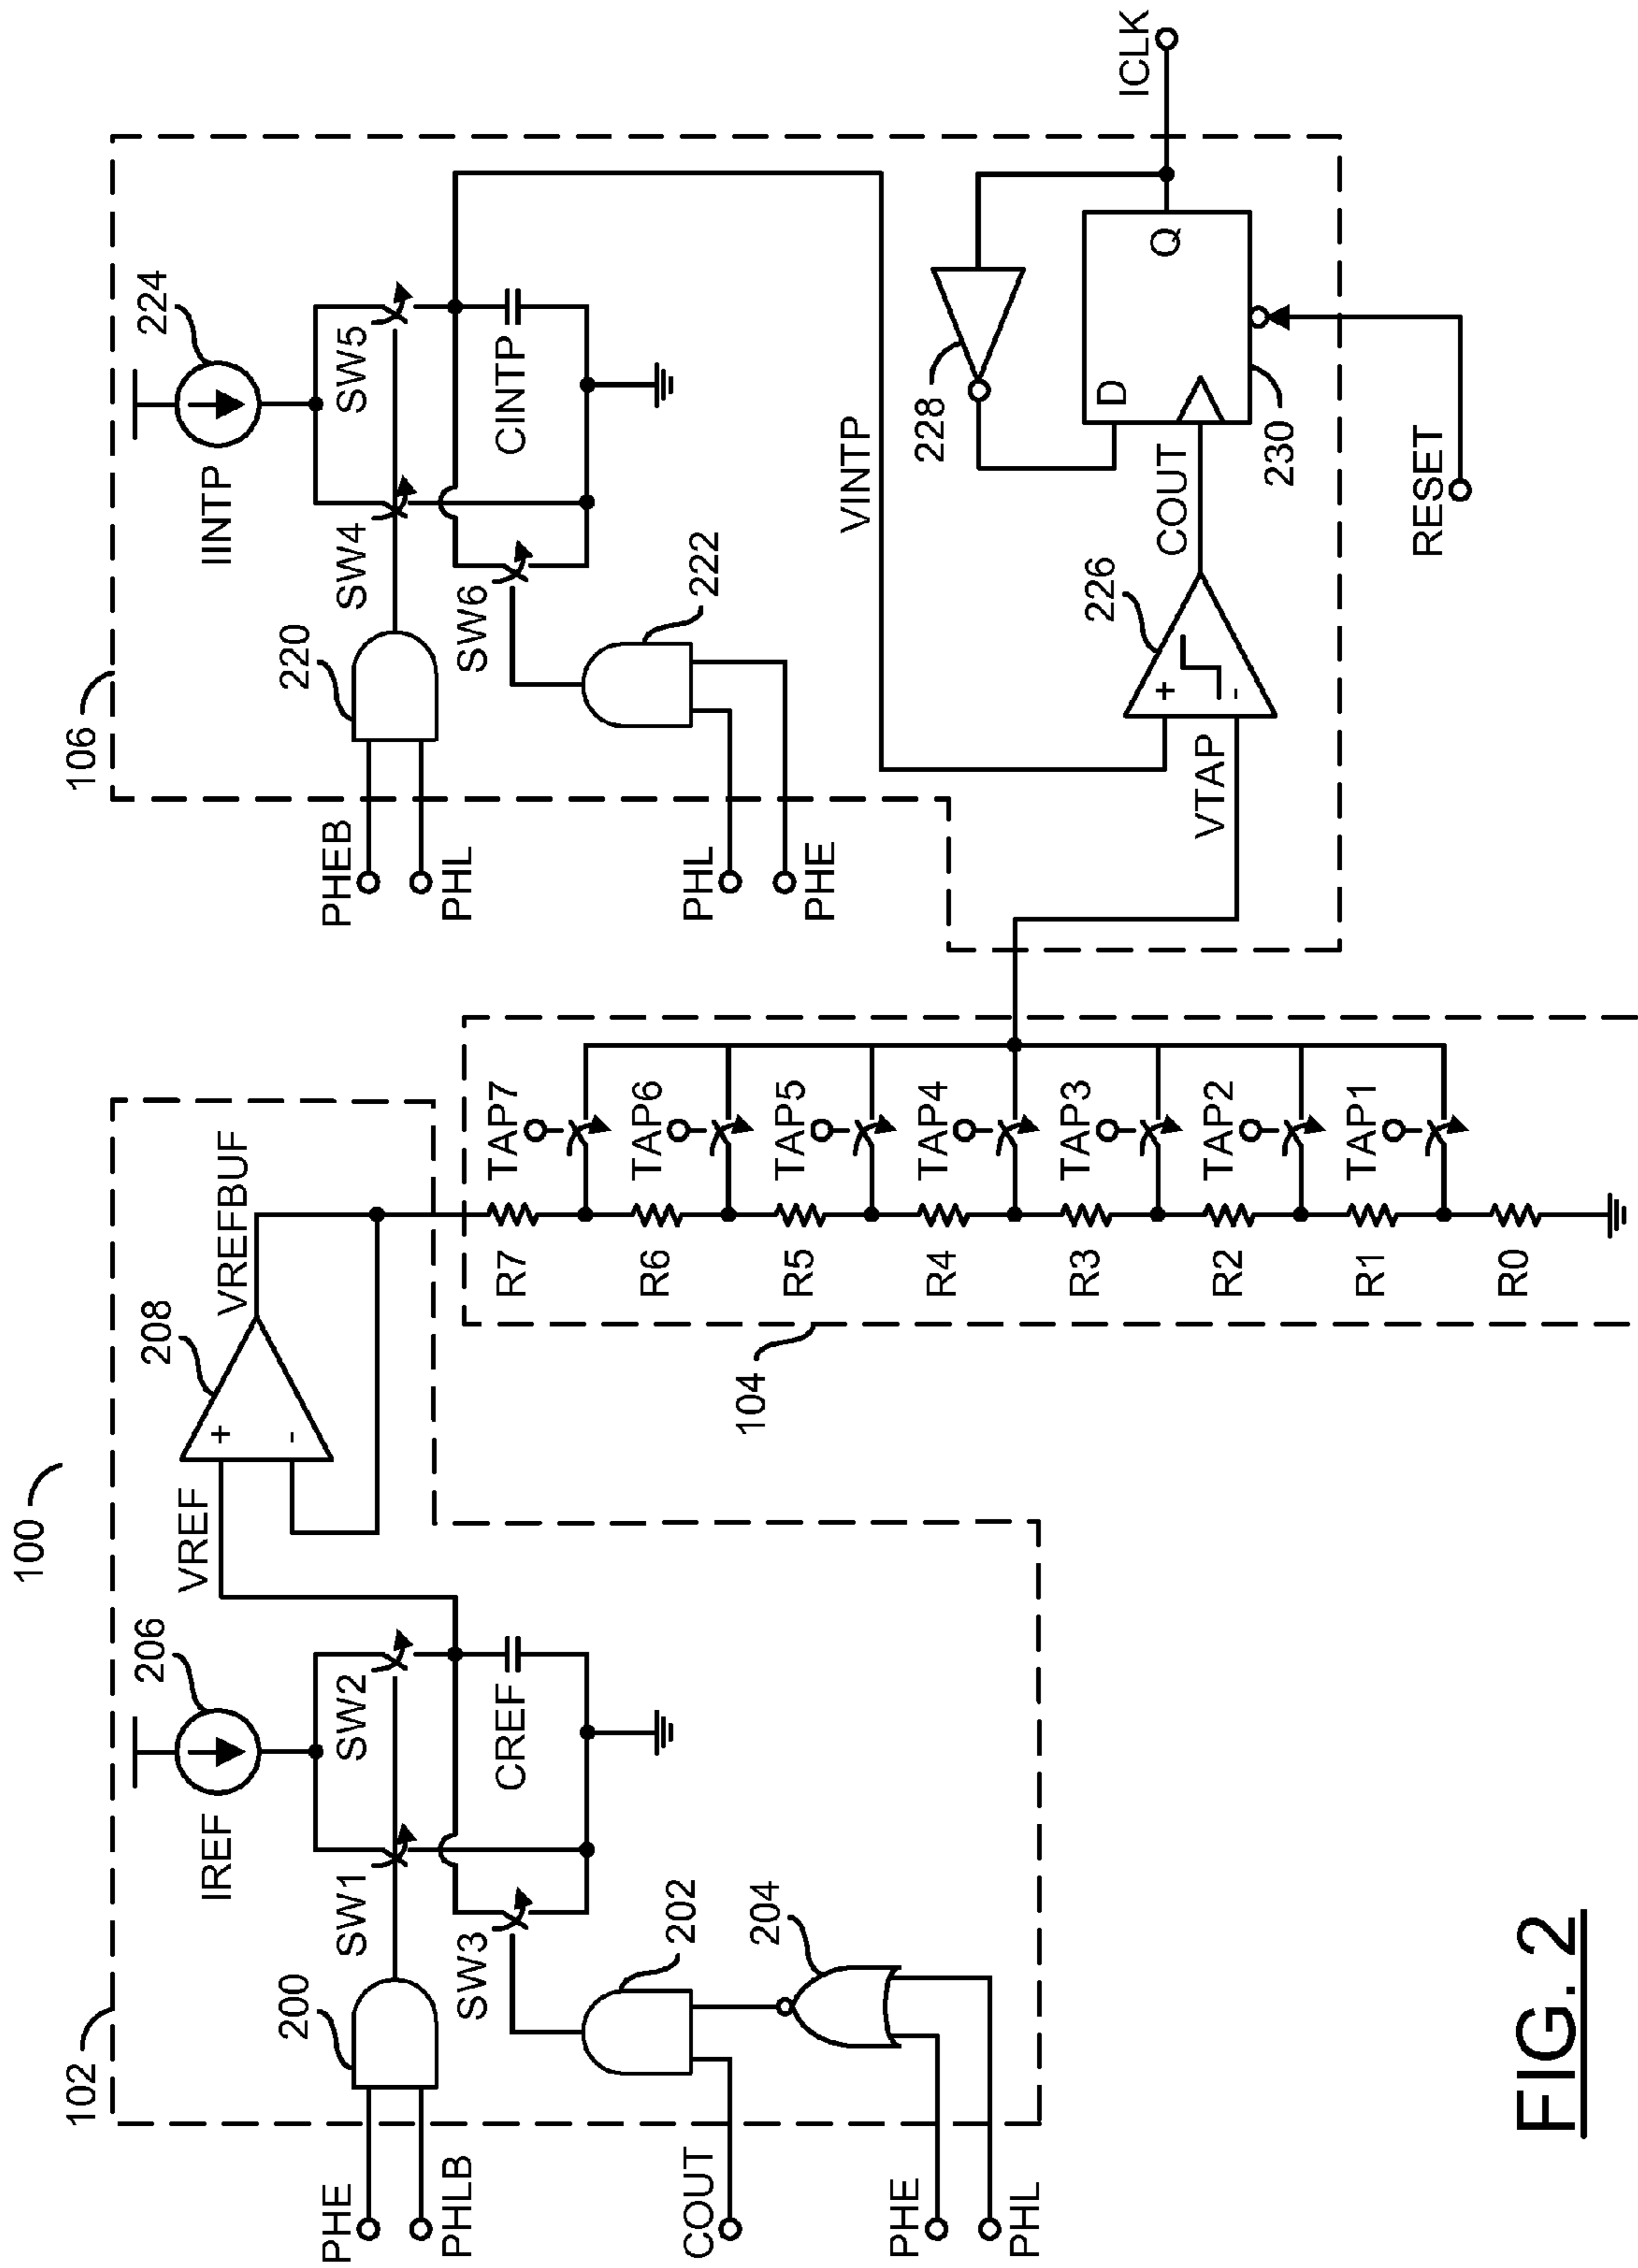 100
102
PHE
PHLB
200
SW1
IREF
206
SW2
CREF
SW3
202
204
COUT
PHE
PHL
VREF
208
VREFBUF
+
-
104
R7
R6
R5
R4
R3
R2
R1
R0
TAP7
TAP6
TAP5
TAP4
TAP3
TAP2
TAP1
106
PHEB
PHL
220
SW4
IINTP
224
SW5
CINTP
SW6
222
PHL
PHE
VINTP
VTAP
226
+
-
COUT
228
D
Q
230
RESET
ICLK
FIG. 2